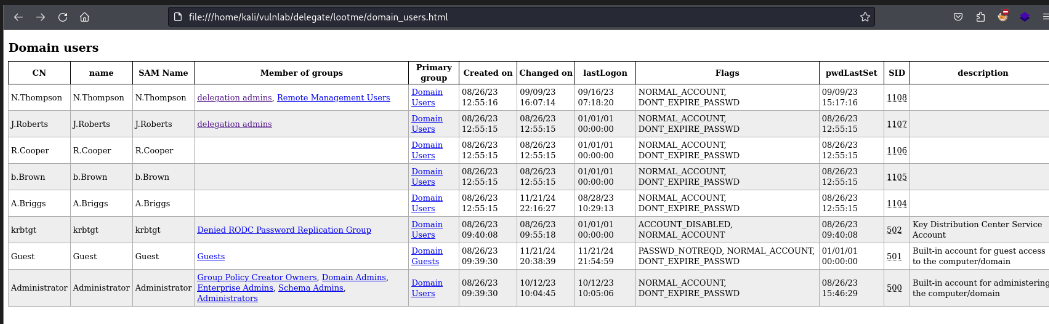 file:///home/kali/vulnlab/delegate/lootme/domain_users.html
Domain users
CN name SAM Name Member of groups Primary group Created on Changed on lastLogon Flags pwdLastSet SID description
N.Thompson N.Thompson N.Thompson delegation admins, Remote Management Users Domain Users 08/26/23 12:55:16 09/09/23 16:07:14 09/16/23 07:18:20 NORMAL_ACCOUNT, DONT_EXPIRE_PASSWD 09/09/23 15:17:16 1108
J.Roberts J.Roberts J.Roberts delegation admins Domain Users 08/26/23 12:55:15 08/26/23 12:55:15 01/01/01 00:00:00 NORMAL_ACCOUNT, DONT_EXPIRE_PASSWD 08/26/23 12:55:15 1107
R.Cooper R.Cooper R.Cooper Domain Users 08/26/23 12:55:15 08/26/23 12:55:15 01/01/01 00:00:00 NORMAL_ACCOUNT, DONT_EXPIRE_PASSWD 08/26/23 12:55:15 1106
b.Brown b.Brown b.Brown Domain Users 08/26/23 12:55:15 08/26/23 12:55:15 01/01/01 00:00:00 NORMAL_ACCOUNT, DONT_EXPIRE_PASSWD 08/26/23 12:55:15 1105
A.Briggs A.Briggs A.Briggs Domain Users 08/26/23 12:55:15 11/21/24 22:16:27 08/28/23 10:29:13 NORMAL_ACCOUNT, DONT_EXPIRE_PASSWD 08/26/23 12:55:15 1104
krbtgt krbtgt krbtgt Denied RODC Password Replication Group Domain Users 08/26/23 09:40:08 08/26/23 09:55:18 01/01/01 00:00:00 ACCOUNT_DISABLED, NORMAL_ACCOUNT 08/26/23 09:40:08 502 Key Distribution Center Service Account
Guest Guest Guest Guests Domain Guests 08/26/23 09:39:30 11/21/24 20:38:39 11/21/24 21:54:59 PASSWD_NOTREQD, NORMAL_ACCOUNT, DONT_EXPIRE_PASSWD 01/01/01 00:00:00 501 Built-in account for guest access to the computer/domain
Administrator Administrator Administrator Group Policy Creator Owners, Domain Admins, Enterprise Admins, Schema Admins, Administrators Domain Users 08/26/23 09:39:30 10/12/23 10:04:45 10/12/23 10:05:06 NORMAL_ACCOUNT, DONT_EXPIRE_PASSWD 08/26/23 15:46:29 500 Built-in account for administering the computer/domain